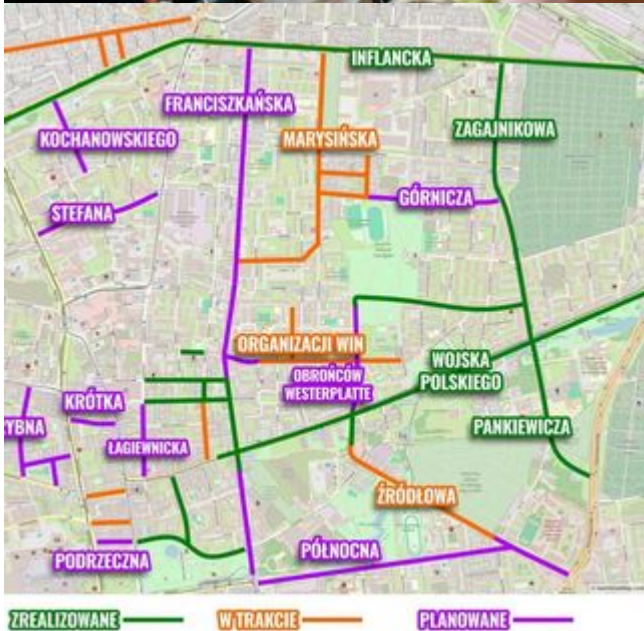 INFLANCKA
FRANCISZKAŃSKA
MARYSIŃSKA
ZAGAJNIKOWA
KOCHANOWSKIEGO
GÓRNICZA
STEFANA
ORGANIZACJI WIN
WOJSKA
POLSKIEGO
OBROŃCÓW
WESTERPLATTE
KRÓTKA
YBNA
ŁAGIEWNICKA
PANKIEWICZA
ŹRÓDŁOWA
PÓŁNOCNA
PODRZECZNA
ZREALIZOWANE
W TRAKCIE
PLANOWANE